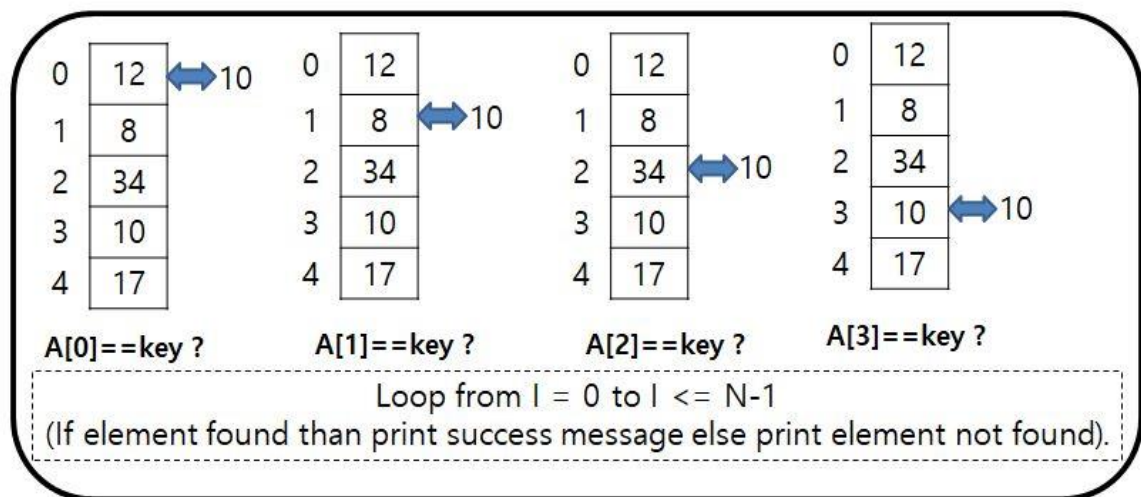 0 12 10
1 8
2 34
3 10
4 17
A[0]==key ?
0 12
1 8 10
2 34
3 10
4 17
A[1]==key ?
0 12
1 8
2 34 10
3 10
4 17
A[2]==key ?
0 12
1 8
2 34
3 10 10
4 17
A[3]==key ?
Loop from I = 0 to I <= N-1
(If element found than print success message else print element not found).